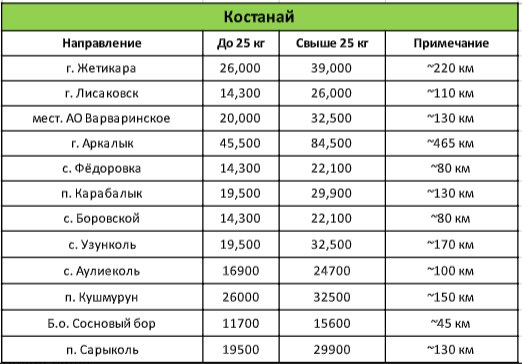 Костанай
Направление До 25 кг Свыше 25 кг Примечание
г. Жетикара 26,000 39,000 ~220 км
г. Лисаковск 14,300 26,000 ~110 км
мест. АО Варваринское 20,000 32,500 ~130 км
г. Аркалык 45,500 84,500 ~465 км
с. Фёдоровка 14,300 22,100 ~80 км
п. Карабалык 19,500 29,900 ~130 км
с. Боровской 14,300 22,100 ~80 км
с. Узунколь 19,500 32,500 ~170 км
с. Аулиеколь 16900 24700 ~100 км
п. Кушмурун 26000 32500 ~150 км
Б.о. Сосновый бор 11700 15600 ~45 км
п. Сарыколь 19500 29900 ~130 км